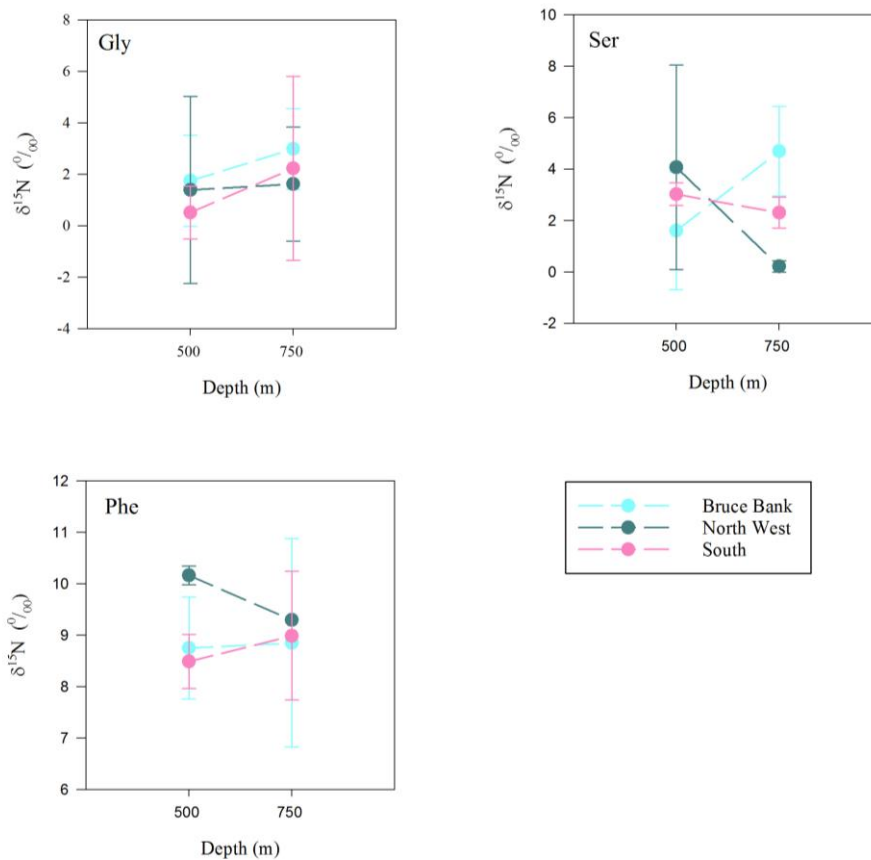 Gly
δ¹⁵N (⁰/₀₀)
8
6
4
2
0
-2
-4
500 750
Depth (m)
Ser
δ¹⁵N (⁰/₀₀)
10
8
6
4
2
0
-2
500 750
Depth (m)
Phe
δ¹⁵N (⁰/₀₀)
12
11
10
9
8
7
6
500 750
Depth (m)
Bruce Bank
North West
South